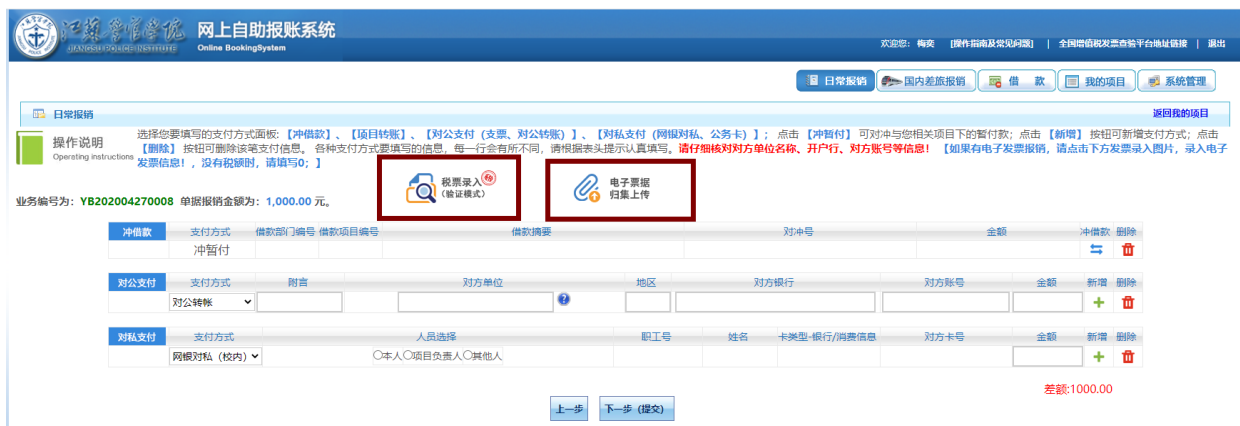 江苏警官学院 网上自助报账系统
JIANGSU POLICE INSTITUTE Online BookingSystem
欢迎您：梅奕 [操作指南及常见问题] | 全国增值税发票查验平台地址链接 | 退出
日常报销 国内差旅报销 借 款 我的项目 系统管理
日常报销 返回我的项目
操作说明
Operating instructions
选择您要填写的支付方式面板:【冲借款】、【项目转账】、【对公支付（支票、对公转账）】、【对私支付（网银对私、公务卡）】；点击【冲暂付】可对冲与您相关项目下的暂付款；点击【新增】按钮可新增支付方式；点击
【删除】按钮可删除该笔支付信息。各种支付方式要填写的信息，每一行会有所不同，请根据表头提示认真填写。请仔细核对对方单位名称、开户行、对方账号等信息！【如果有电子发票报销，请点击下方发票录入图片，录入电子
发票信息！，没有税额时，请填写0；】
税票录入
（验证模式）
电子票据
归集上传
业务编号为：YB202004270008 单据报销金额为：1,000.00 元。
冲借款 支付方式 借款部门编号 借款项目编号 借款摘要 对冲号 金额 冲借款 删除
冲暂付
对公支付 支付方式 附言 对方单位 地区 对方银行 对方账号 金额 新增 删除
对公转帐
对私支付 支付方式 人员选择 职工号 姓名 卡类型-银行/消费信息 对方卡号 金额 新增 删除
网银对私（校内） 本人 项目负责人 其他人
差额:1000.00
上一步 下一步（提交）